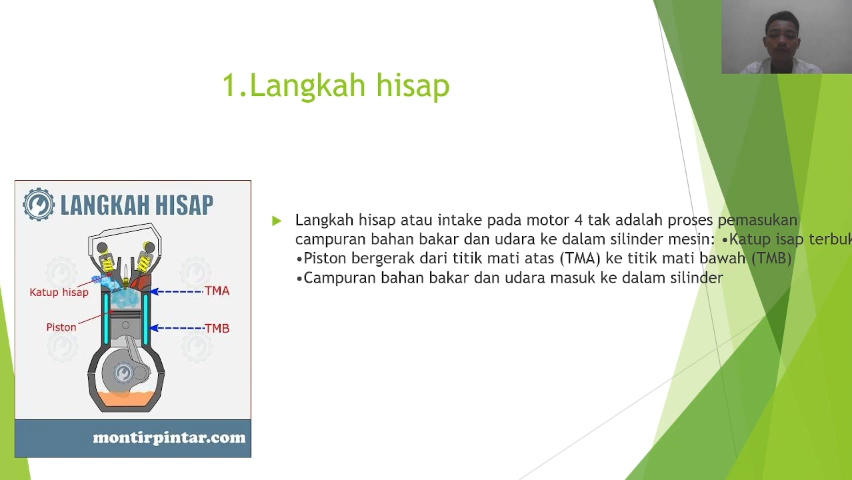 1.Langkah hisap
LANGKAH HISAP
Katup hisap
TMA
Piston
TMB
montirpintar.com
Langkah hisap atau intake pada motor 4 tak adalah proses pemasukan
campuran bahan bakar dan udara ke dalam silinder mesin: •Katup isap terbuk
•Piston bergerak dari titik mati atas (TMA) ke titik mati bawah (TMB)
•Campuran bahan bakar dan udara masuk ke dalam silinder